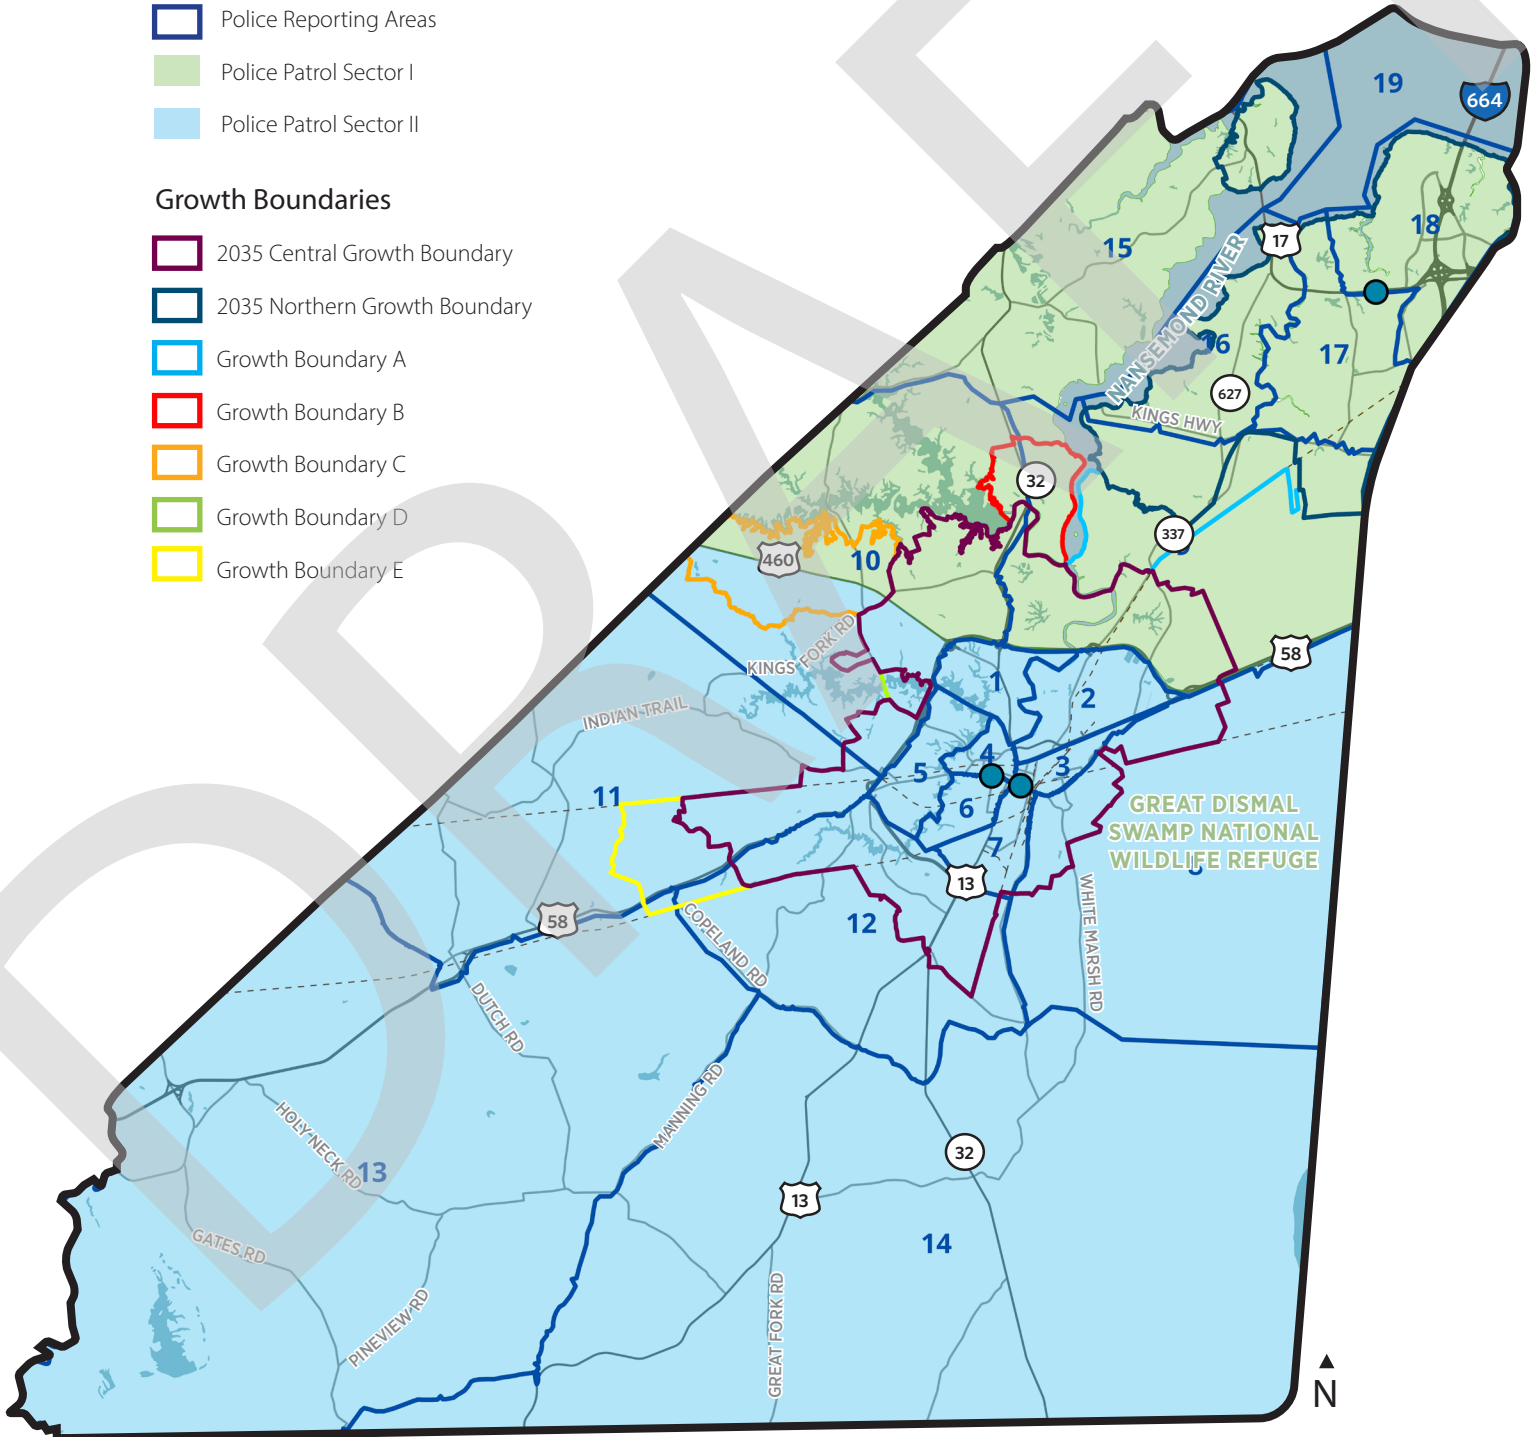 Police Reporting Areas
Police Patrol Sector I
Police Patrol Sector II
Growth Boundaries
2035 Central Growth Boundary
2035 Northern Growth Boundary
Growth Boundary A
Growth Boundary B
Growth Boundary C
Growth Boundary D
Growth Boundary E
DRAFT
19
664
18
15
17
NANSEMOND RIVER
16
17
627
KINGS HWY
32
337
460
10
58
KINGS FORK RD
1
2
INDIAN TRAIL
4
3
5
11
6
GREAT DISMAL
SWAMP NATIONAL
WILDLIFE REFUGE
7
8
13
58
12
COPELAND RD
WHITE MARSH RD
DUTCH RD
MANNING RD
HOLY NECK RD
13
32
13
GATES RD
14
PINEVIEW RD
GREAT FORK RD
N